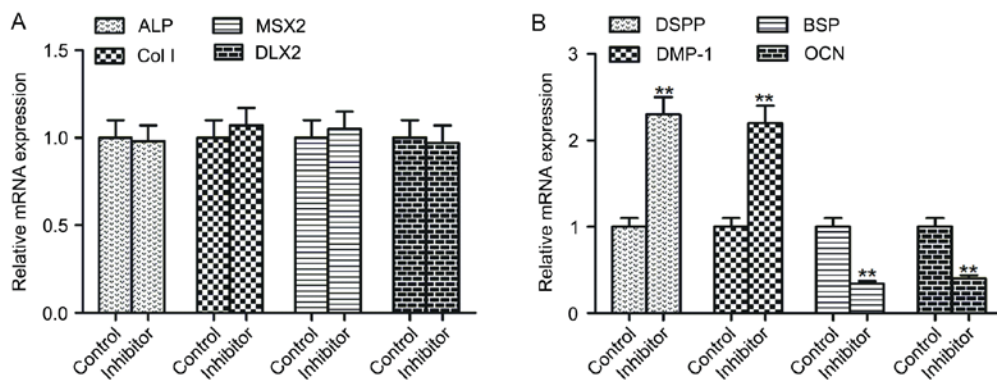 A
ALP
MSX2
Col I
DLX2
Relative mRNA expression
1.5
1.0
0.5
0.0
Control
Inhibitor
Control
Inhibitor
Control
Inhibitor
Control
Inhibitor
B
DSPP
BSP
DMP-1
OCN
Relative mRNA expression
3
2
1
0
**
**
**
**
Control
Inhibitor
Control
Inhibitor
Control
Inhibitor
Control
Inhibitor